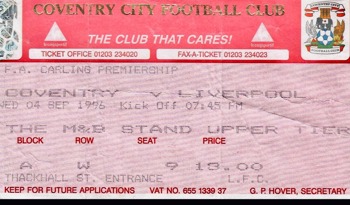 COVENTRY CITY FOOTBALL CLUB
THE CLUB THAT CARES!
TICKET OFFICE 01203 234020 FAX-A-TICKET 01203 234023
F.A. CARLING PREMIERSHIP
COVENTRY v LIVERPOOL
WED 04 SEP 1996 Kick Off 07:45 PM
THE M&B STAND UPPER TIER
BLOCK ROW SEAT PRICE
A W 9 13.00
THACKHALL ST. ENTRANCE L.F.C.
KEEP FOR FUTURE APPLICATIONS VAT NO. 655 1339 37 G. P. HOVER, SECRETARY